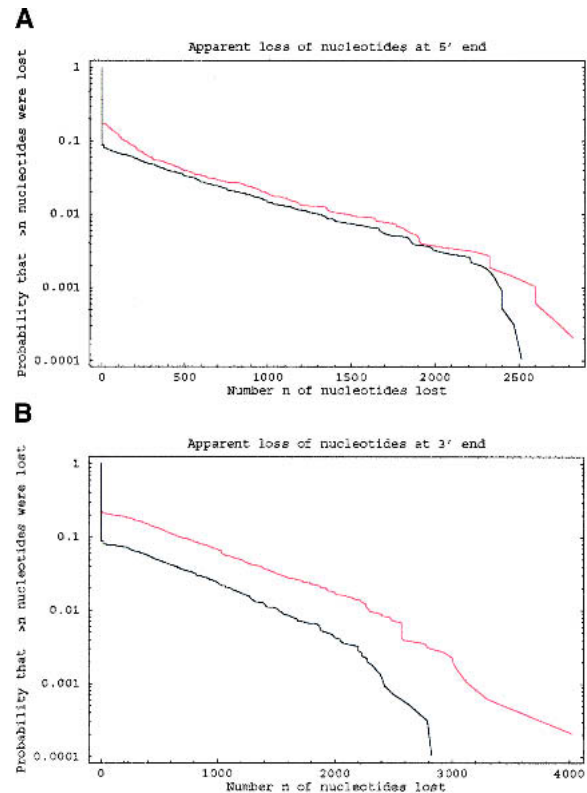 A
Apparent loss of nucleotides at 5' end
Probability that >n nucleotides were lost
1
0.1
0.01
0.001
0.0001
0 500 1000 1500 2000 2500
Number n of nucleotides lost
B
Apparent loss of nucleotides at 3' end
Probability that >n nucleotides were lost
1
0.1
0.01
0.001
0.0001
0 1000 2000 3000 4000
Number n of nucleotides lost